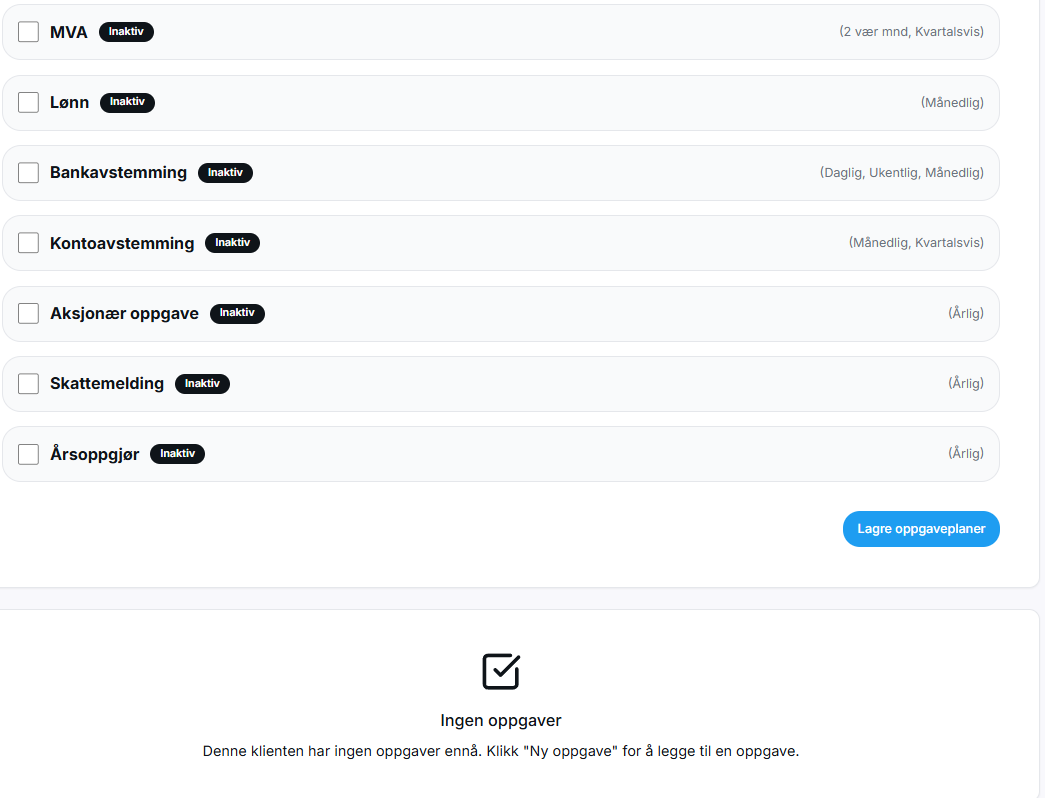 MVA Inaktiv (2 vær mnd, Kvartalsvis)
Lønn Inaktiv (Månedlig)
Bankavstemming Inaktiv (Daglig, Ukentlig, Månedlig)
Kontoavstemming Inaktiv (Månedlig, Kvartalsvis)
Aksjonær oppgave Inaktiv (Årlig)
Skattemelding Inaktiv (Årlig)
Årsoppgjør Inaktiv (Årlig)
Lagre oppgaveplaner
Ingen oppgaver
Denne klienten har ingen oppgaver ennå. Klikk "Ny oppgave" for å legge til en oppgave.